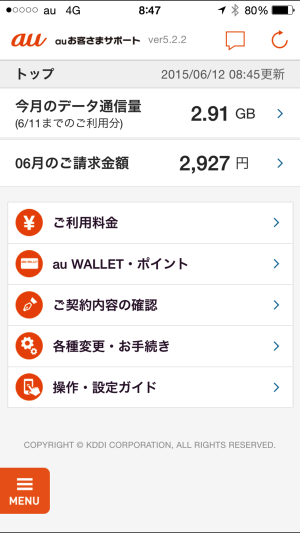 au 4G 8:47 80%
au auお客さまサポート ver5.2.2
トップ 2015/06/12 08:45更新
今月のデータ通信量 2.91 GB
(6/11までのご利用分)
06月のご請求金額 2,927 円
¥ ご利用料金
au WALLET・ポイント
ご契約内容の確認
各種変更・お手続き
操作・設定ガイド
COPYRIGHT © KDDI CORPORATION, ALL RIGHTS RESERVED.
MENU